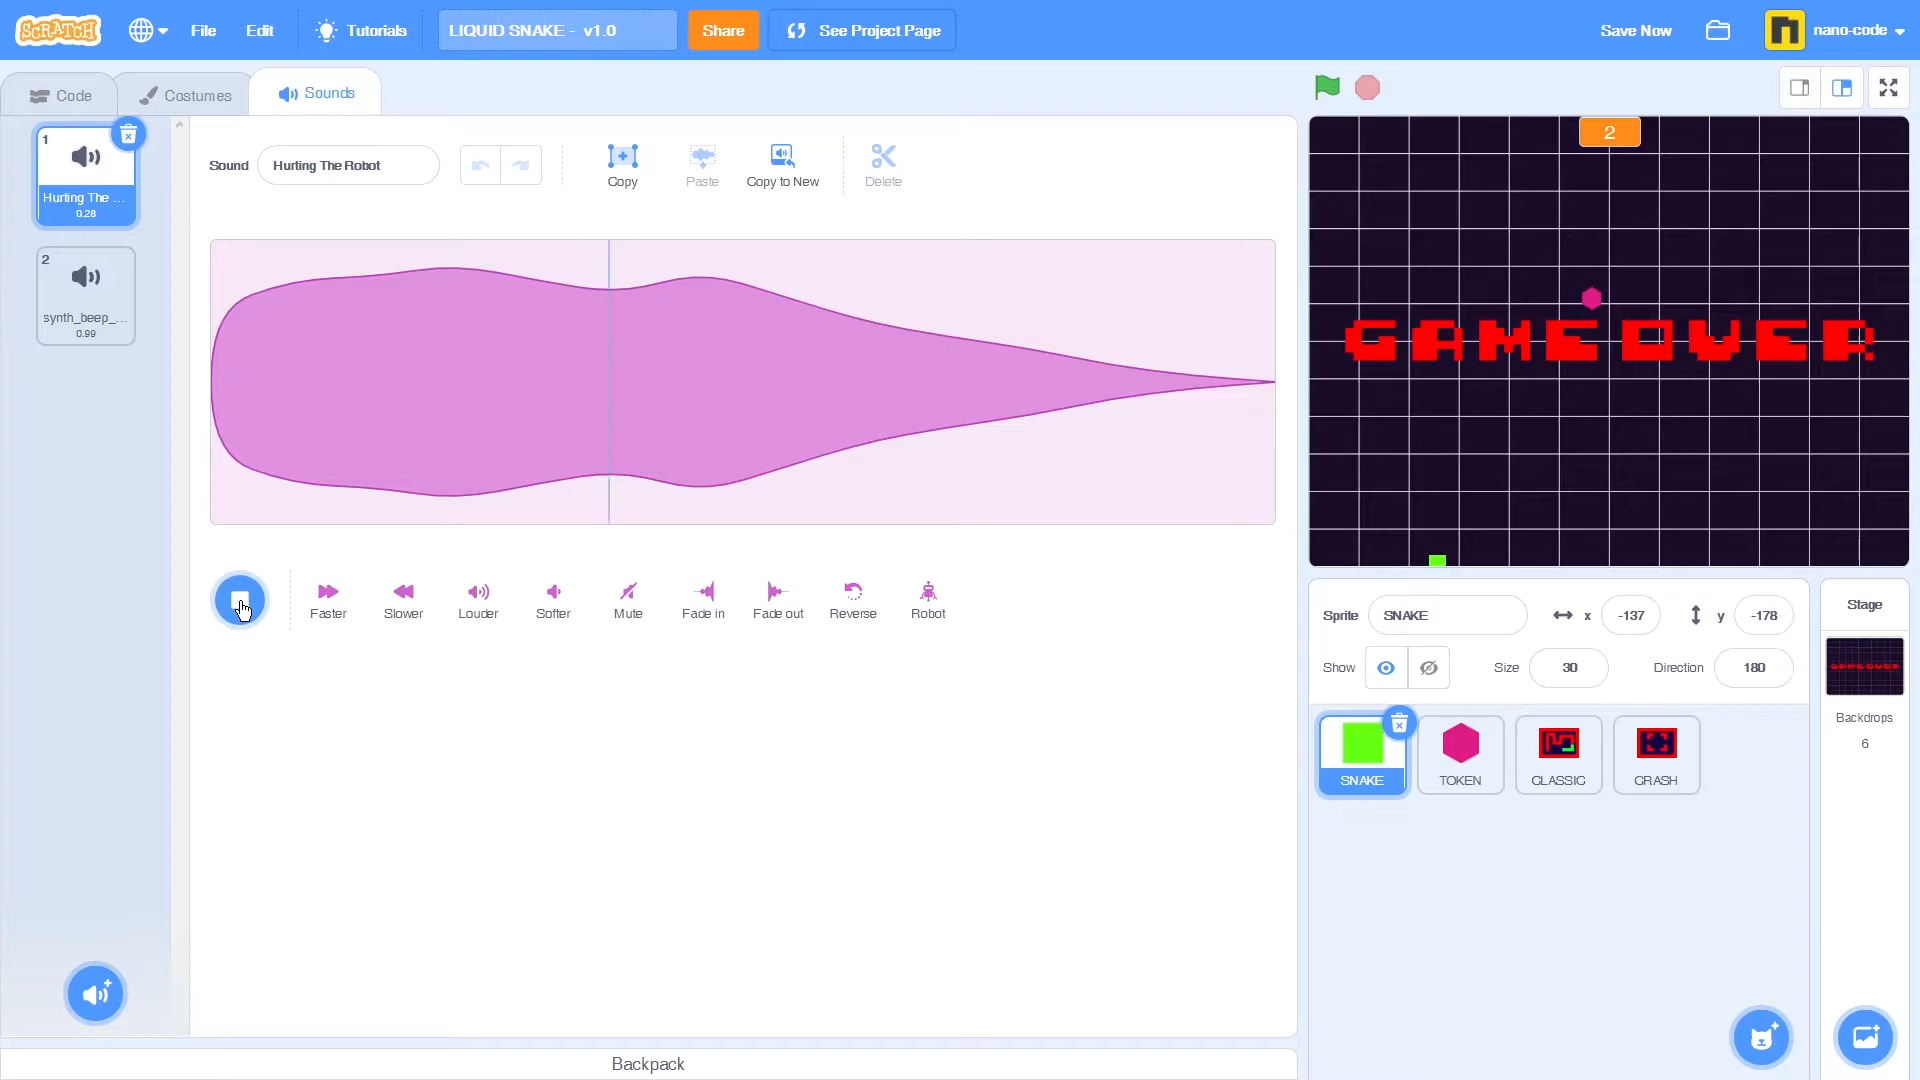 SCRATCH File Edit Tutorials LIQUID SNAKE - v1.0 Share See Project Page Save Now nano-code
Code Costumes Sounds
1
Hurting The ...
0.28
2
synth_beep_...
0.99
Sound Hurting The Robot Copy Paste Copy to New Delete
Faster Slower Louder Softer Mute Fade in Fade out Reverse Robot
2
GAME OVER
Sprite SNAKE x -137 y -178
Show Size 30 Direction 180
SNAKE TOKEN CLASSIC CRASH
Stage
GAME OVER
Backdrops
6
Backpack